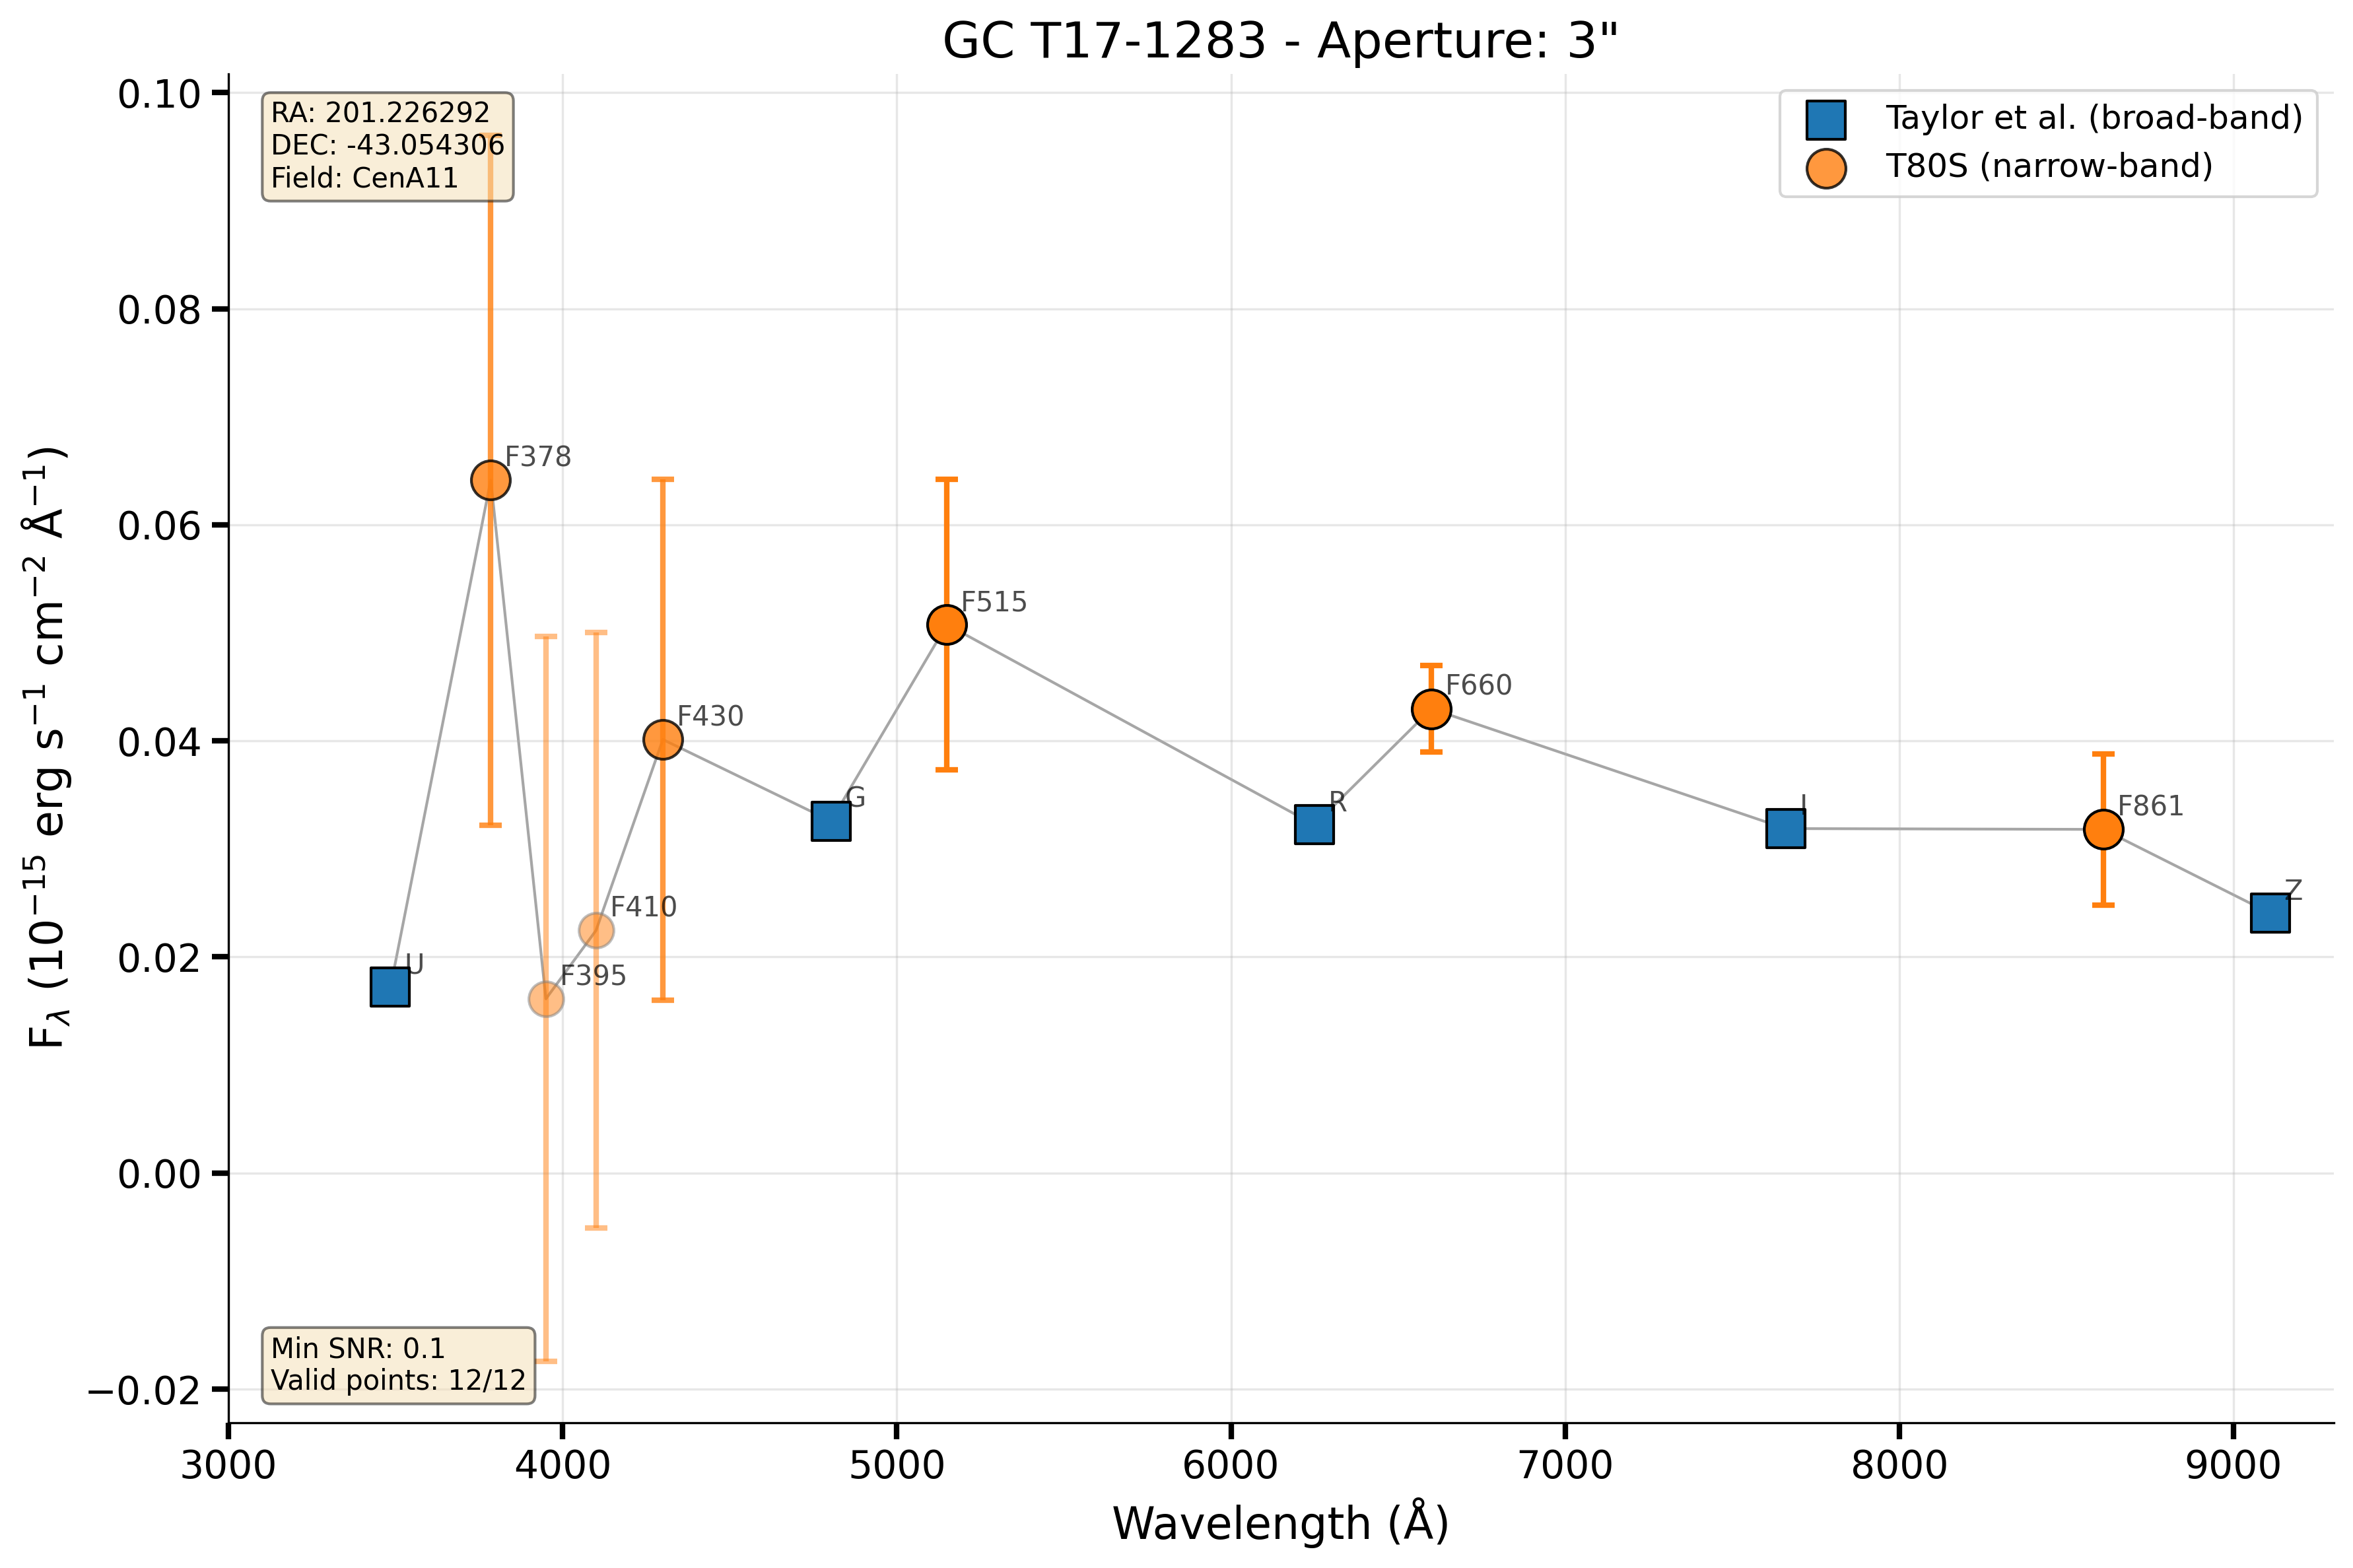 GC T17-1283 - Aperture: 3"
RA: 201.226292
DEC: -43.054306
Field: CenA11
Taylor et al. (broad-band)
T80S (narrow-band)
0.10
0.08
0.06
0.04
0.02
0.00
−0.02
F_λ (10⁻¹⁵ erg s⁻¹ cm⁻² Å⁻¹)
U
F378
F395
F410
F430
G
F515
R
F660
I
F861
Z
Min SNR: 0.1
Valid points: 12/12
3000
4000
5000
6000
7000
8000
9000
Wavelength (Å)